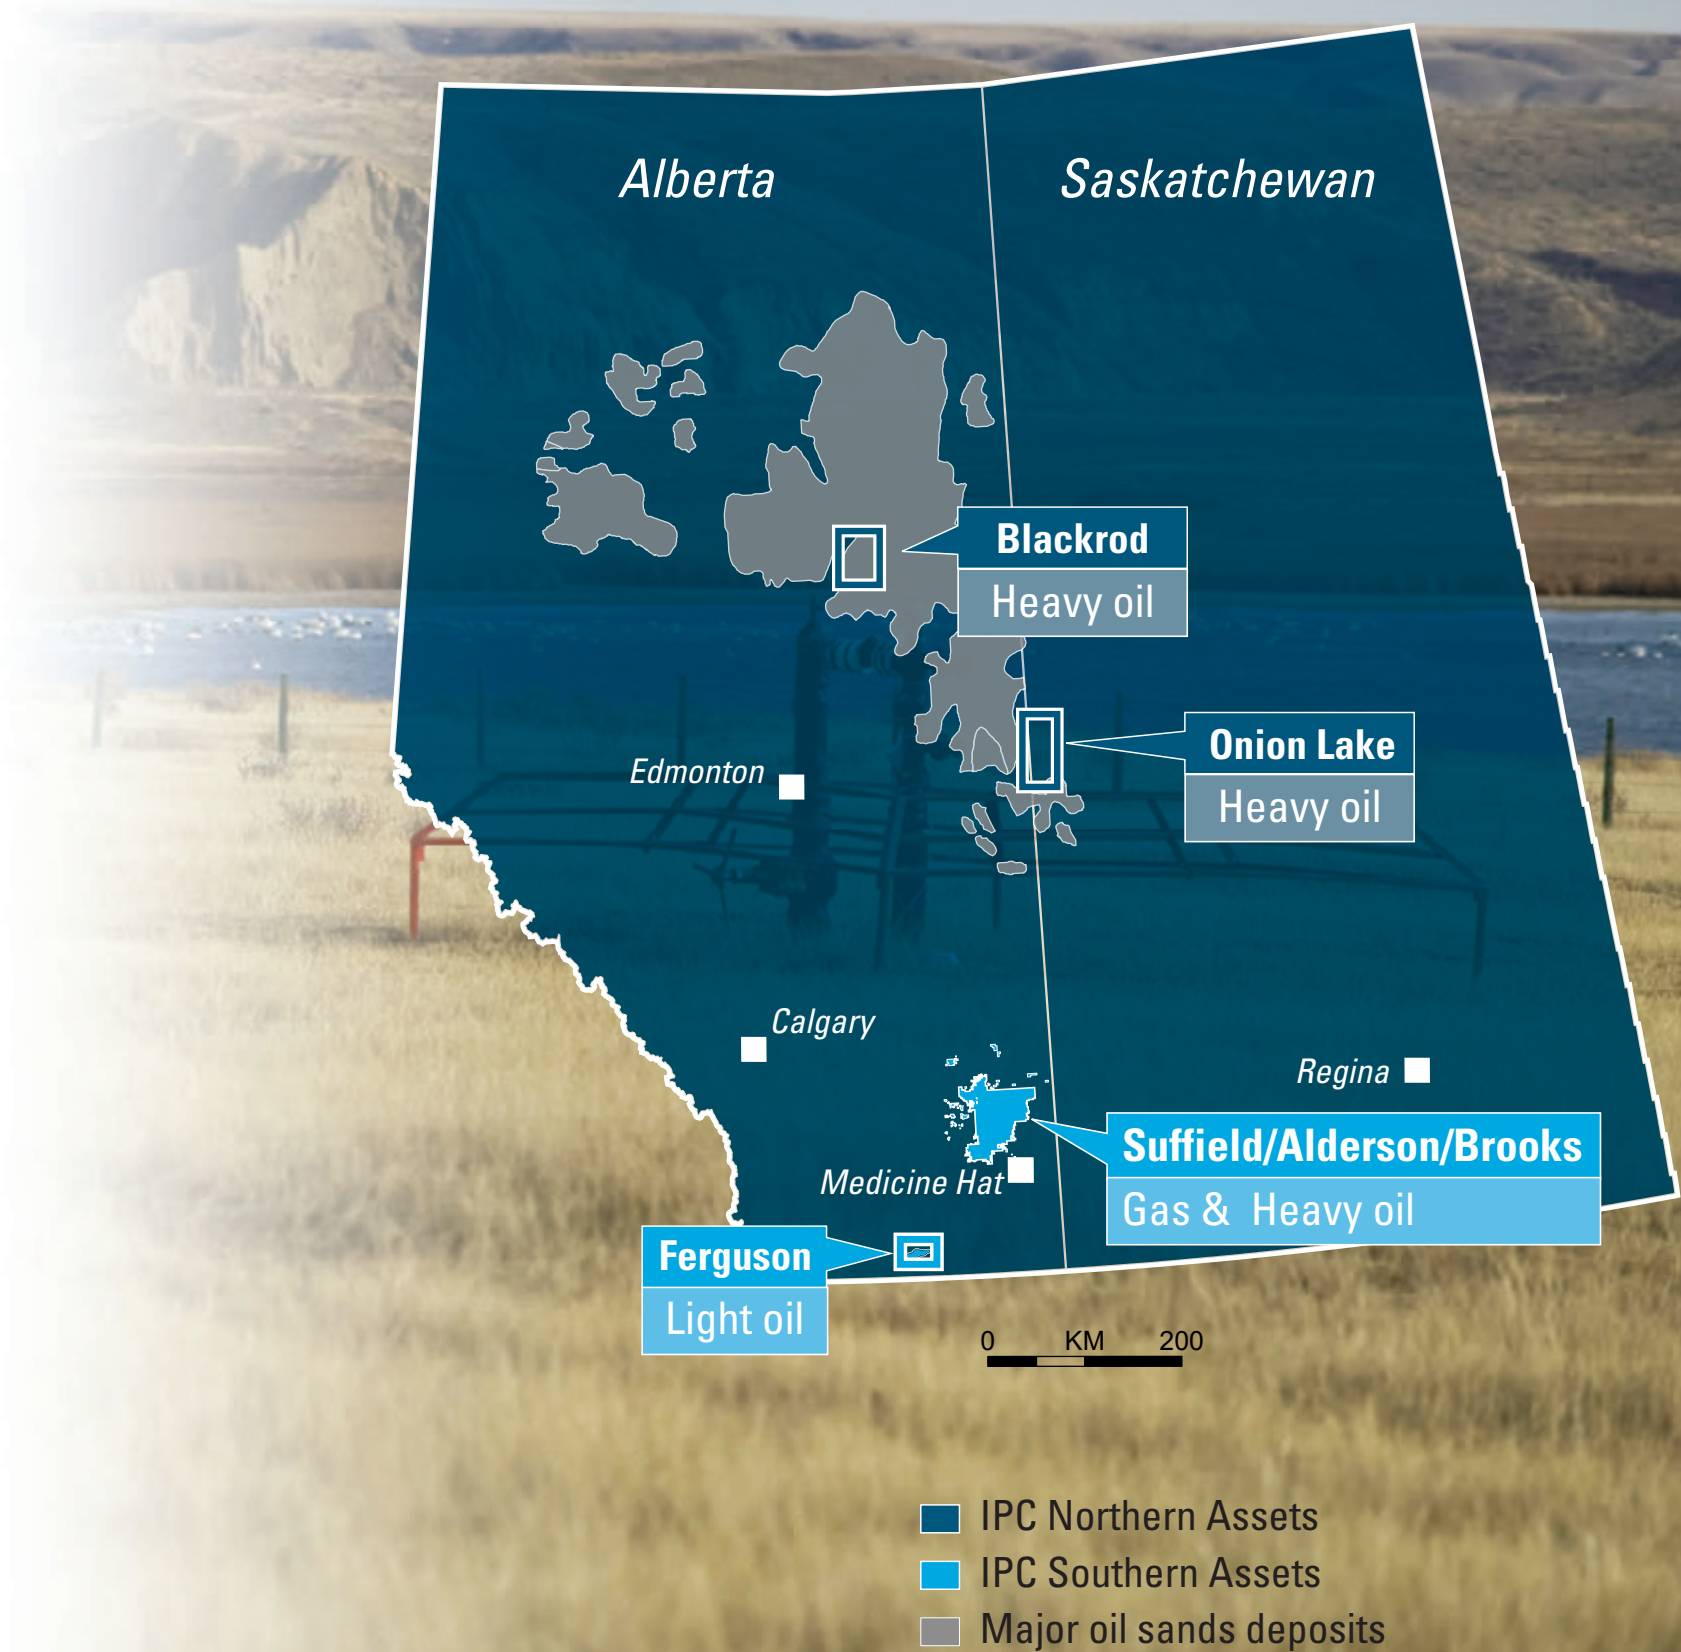 Alberta
Saskatchewan
Blackrod
Heavy oil
Onion Lake
Heavy oil
Edmonton
Calgary
Regina
Suffield/Alderson/Brooks
Gas & Heavy oil
Medicine Hat
Ferguson
Light oil
0 KM 200
IPC Northern Assets
IPC Southern Assets
Major oil sands deposits